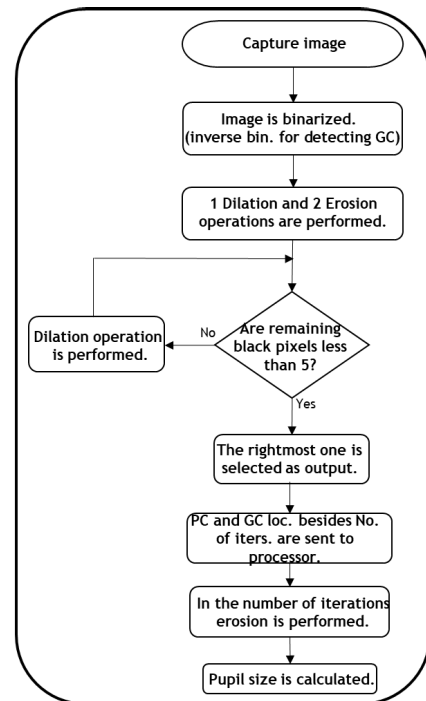 Capture image
Image is binarized.
(inverse bin. for detecting GC)
1 Dilation and 2 Erosion
operations are performed.
Dilation operation
is performed.
No
Are remaining
black pixels less
than 5?
Yes
The rightmost one is
selected as output.
PC and GC loc. besides No.
of iters. are sent to
processor.
In the number of iterations
erosion is performed.
Pupil size is calculated.